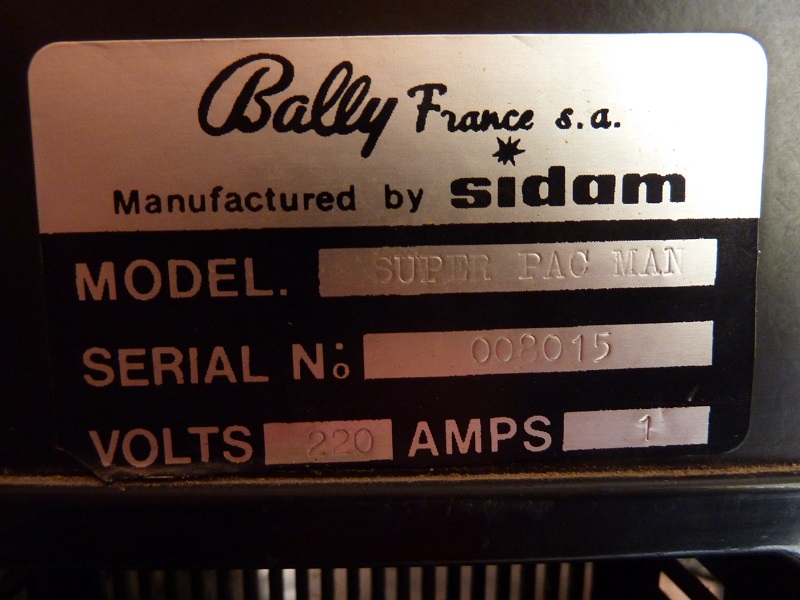 Bally France s.a.
Manufactured by sidam
MODEL. SUPER PAC MAN
SERIAL No: 008015
VOLTS 220 AMPS 1